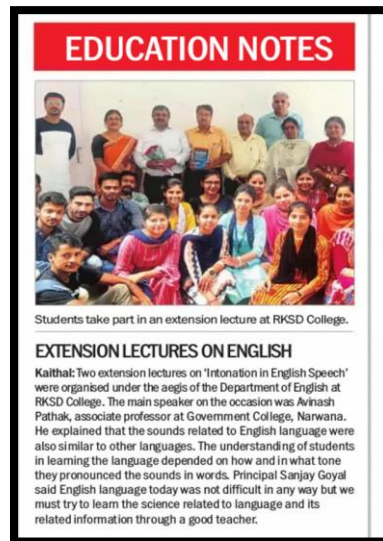 EDUCATION NOTES
Students take part in an extension lecture at RKSD College.
EXTENSION LECTURES ON ENGLISH
Kaithal: Two extension lectures on ‘Intonation in English Speech’
were organised under the aegis of the Department of English at
RKSD College. The main speaker on the occasion was Avinash
Pathak, associate professor at Government College, Narwana.
He explained that the sounds related to English language were
also similar to other languages. The understanding of students
in learning the language depended on how and in what tone
they pronounced the sounds in words. Principal Sanjay Goyal
said English language today was not difficult in any way but we
must try to learn the science related to language and its
related information through a good teacher.